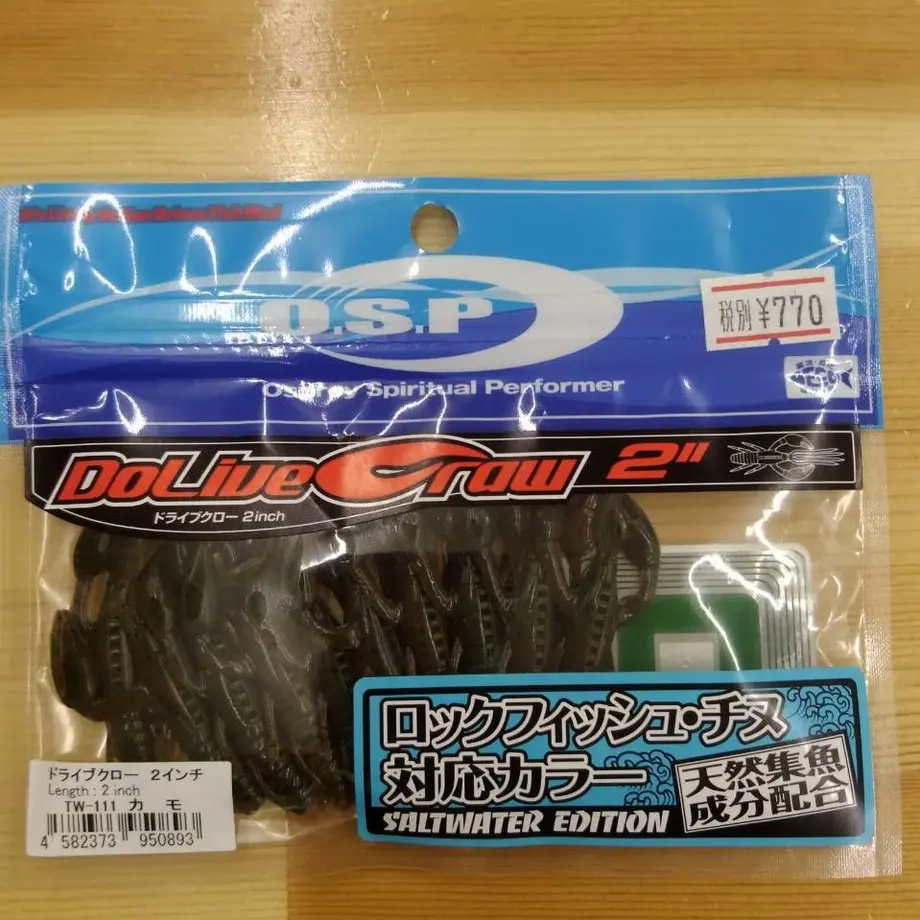 O.S.P
Osprey Spiritual Performer
税別 ¥770
DoLiveCraw 2"
ドライブクロー 2inch
ロックフィッシュ・チヌ
対応カラー
天然集魚
成分配合
SALTWATER EDITION
ドライブクロー 2インチ
Length : 2 inch
TW-111 カ モ
4 582373 950893